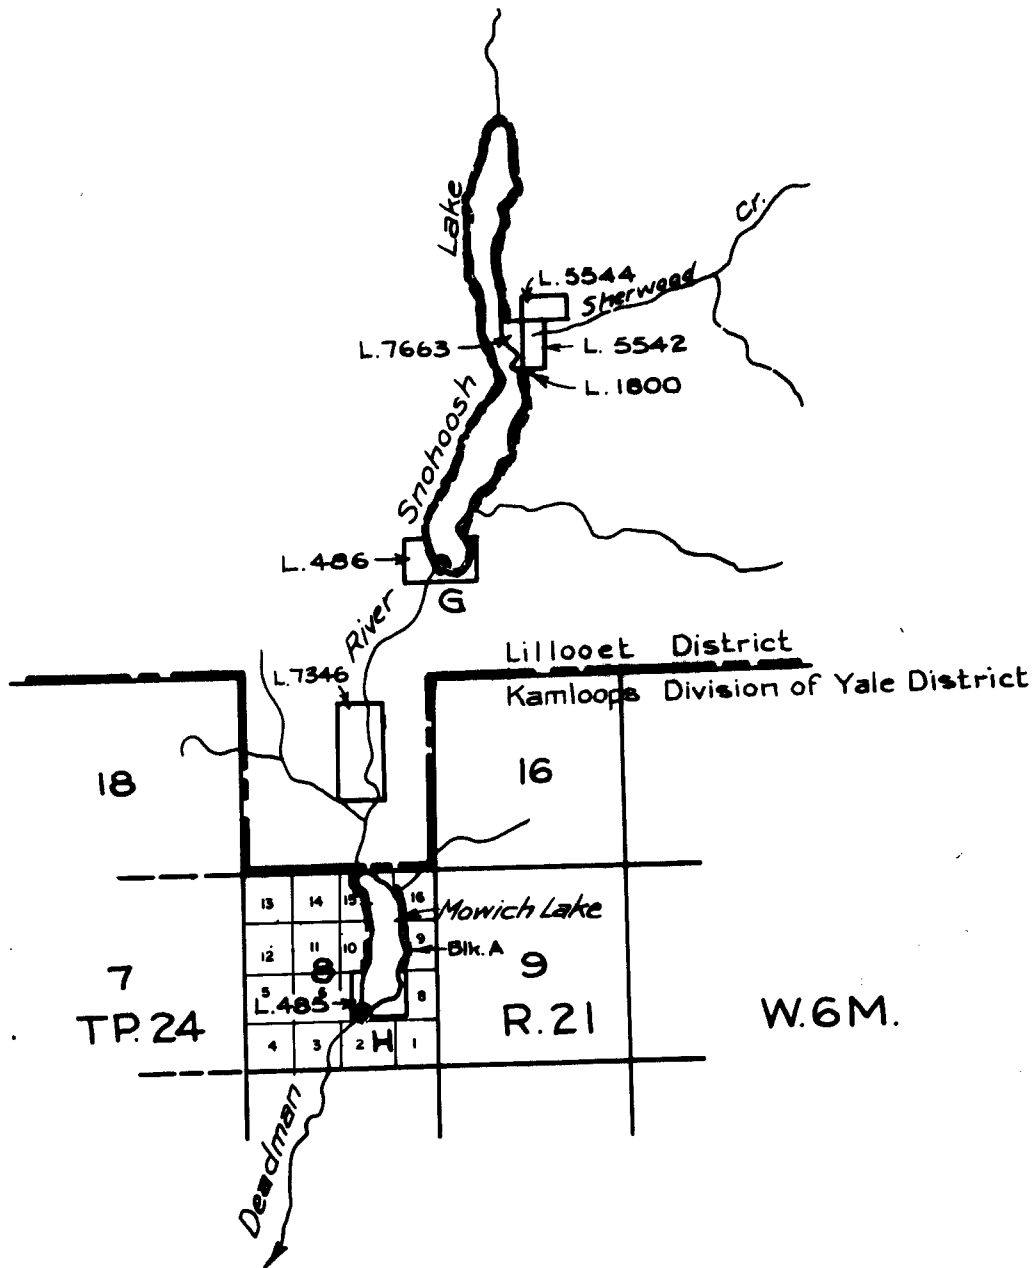 Lake
Cr.
L.5544
Sherwood
L.7663
L. 5542
L.1800
Snohoosh
L.486
G
River
Lillooet District
L.7346
Kamloops Division of Yale District
18
16
13 14 15 16
Mowich Lake
12 11 10 9
Blk. A
7
8
9
5 6 8
L.485
TP. 24
R. 21
W. 6 M.
4 3 2 H 1
Deadman